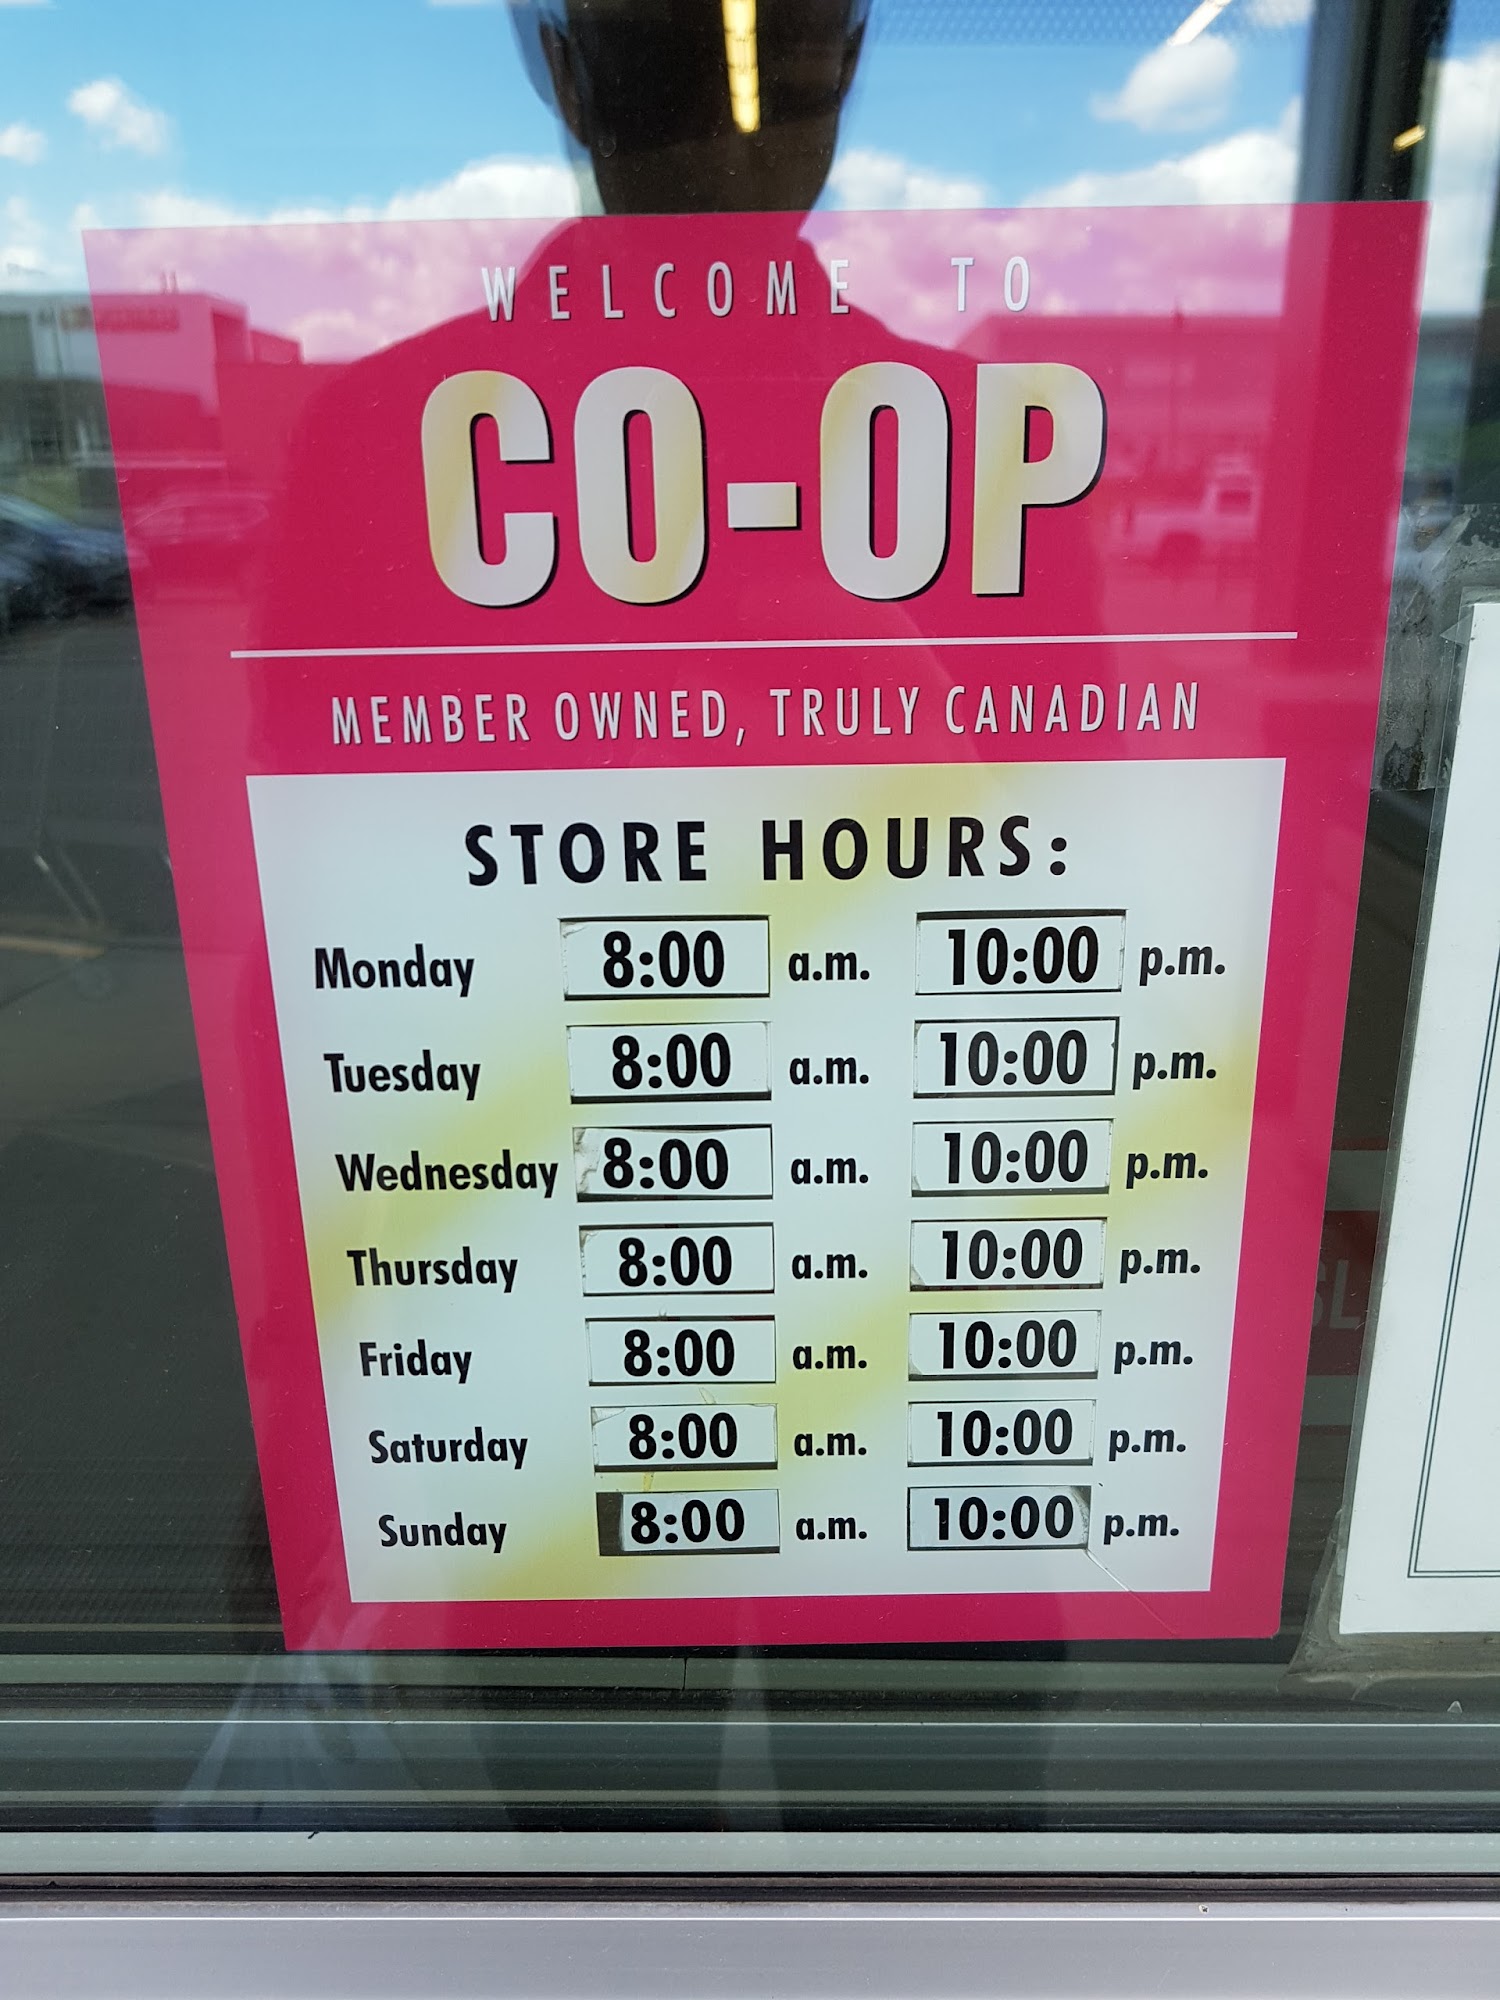 WELCOME TO
CO-OP
MEMBER OWNED, TRULY CANADIAN
STORE HOURS:
Monday 8:00 a.m. 10:00 p.m.
Tuesday 8:00 a.m. 10:00 p.m.
Wednesday 8:00 a.m. 10:00 p.m.
Thursday 8:00 a.m. 10:00 p.m.
Friday 8:00 a.m. 10:00 p.m.
Saturday 8:00 a.m. 10:00 p.m.
Sunday 8:00 a.m. 10:00 p.m.